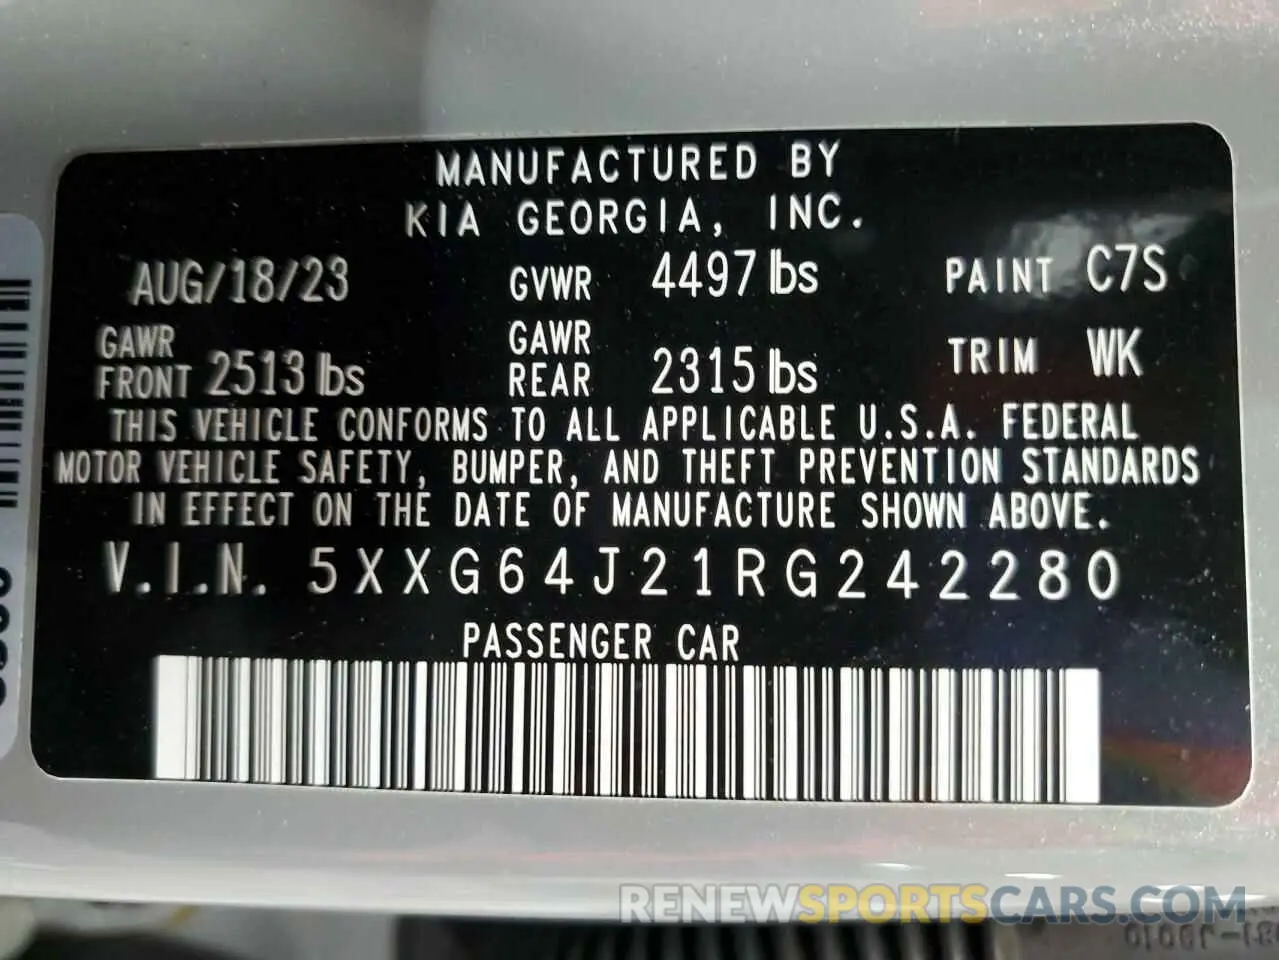 MANUFACTURED BY
KIA GEORGIA, INC.
AUG/18/23 GVWR 4497 lbs PAINT C7S
GAWR FRONT 2513 lbs GAWR REAR 2315 lbs TRIM WK
THIS VEHICLE CONFORMS TO ALL APPLICABLE U.S.A. FEDERAL
MOTOR VEHICLE SAFETY, BUMPER, AND THEFT PREVENTION STANDARDS
IN EFFECT ON THE DATE OF MANUFACTURE SHOWN ABOVE.
V.I.N. 5XXG64J21RG242280
PASSENGER CAR
RENEWSPORTSCARS.COM